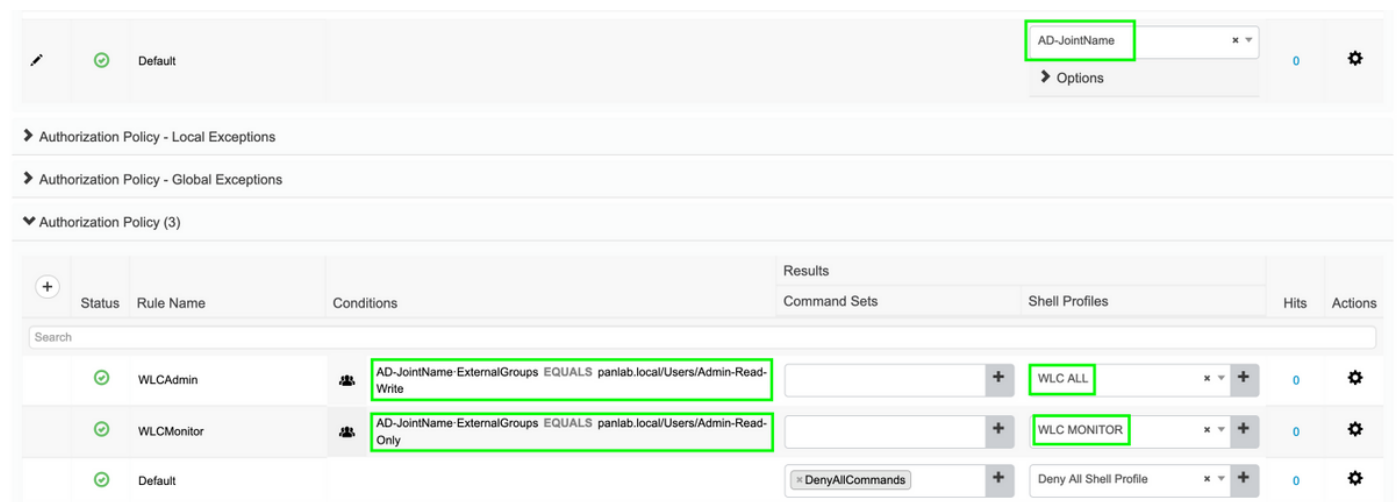 AD-JointName × 
Default 0
Options
Authorization Policy - Local Exceptions
Authorization Policy - Global Exceptions
Authorization Policy (3)
Results
+ Status Rule Name Conditions Command Sets Shell Profiles Hits Actions
Search
WLCAdmin AD-JointName·ExternalGroups EQUALS panlab.local/Users/Admin-Read-
Write + WLC ALL × + 0
WLCMonitor AD-JointName·ExternalGroups EQUALS panlab.local/Users/Admin-Read-
Only + WLC MONITOR × + 0
Default × DenyAllCommands + Deny All Shell Profile × + 0